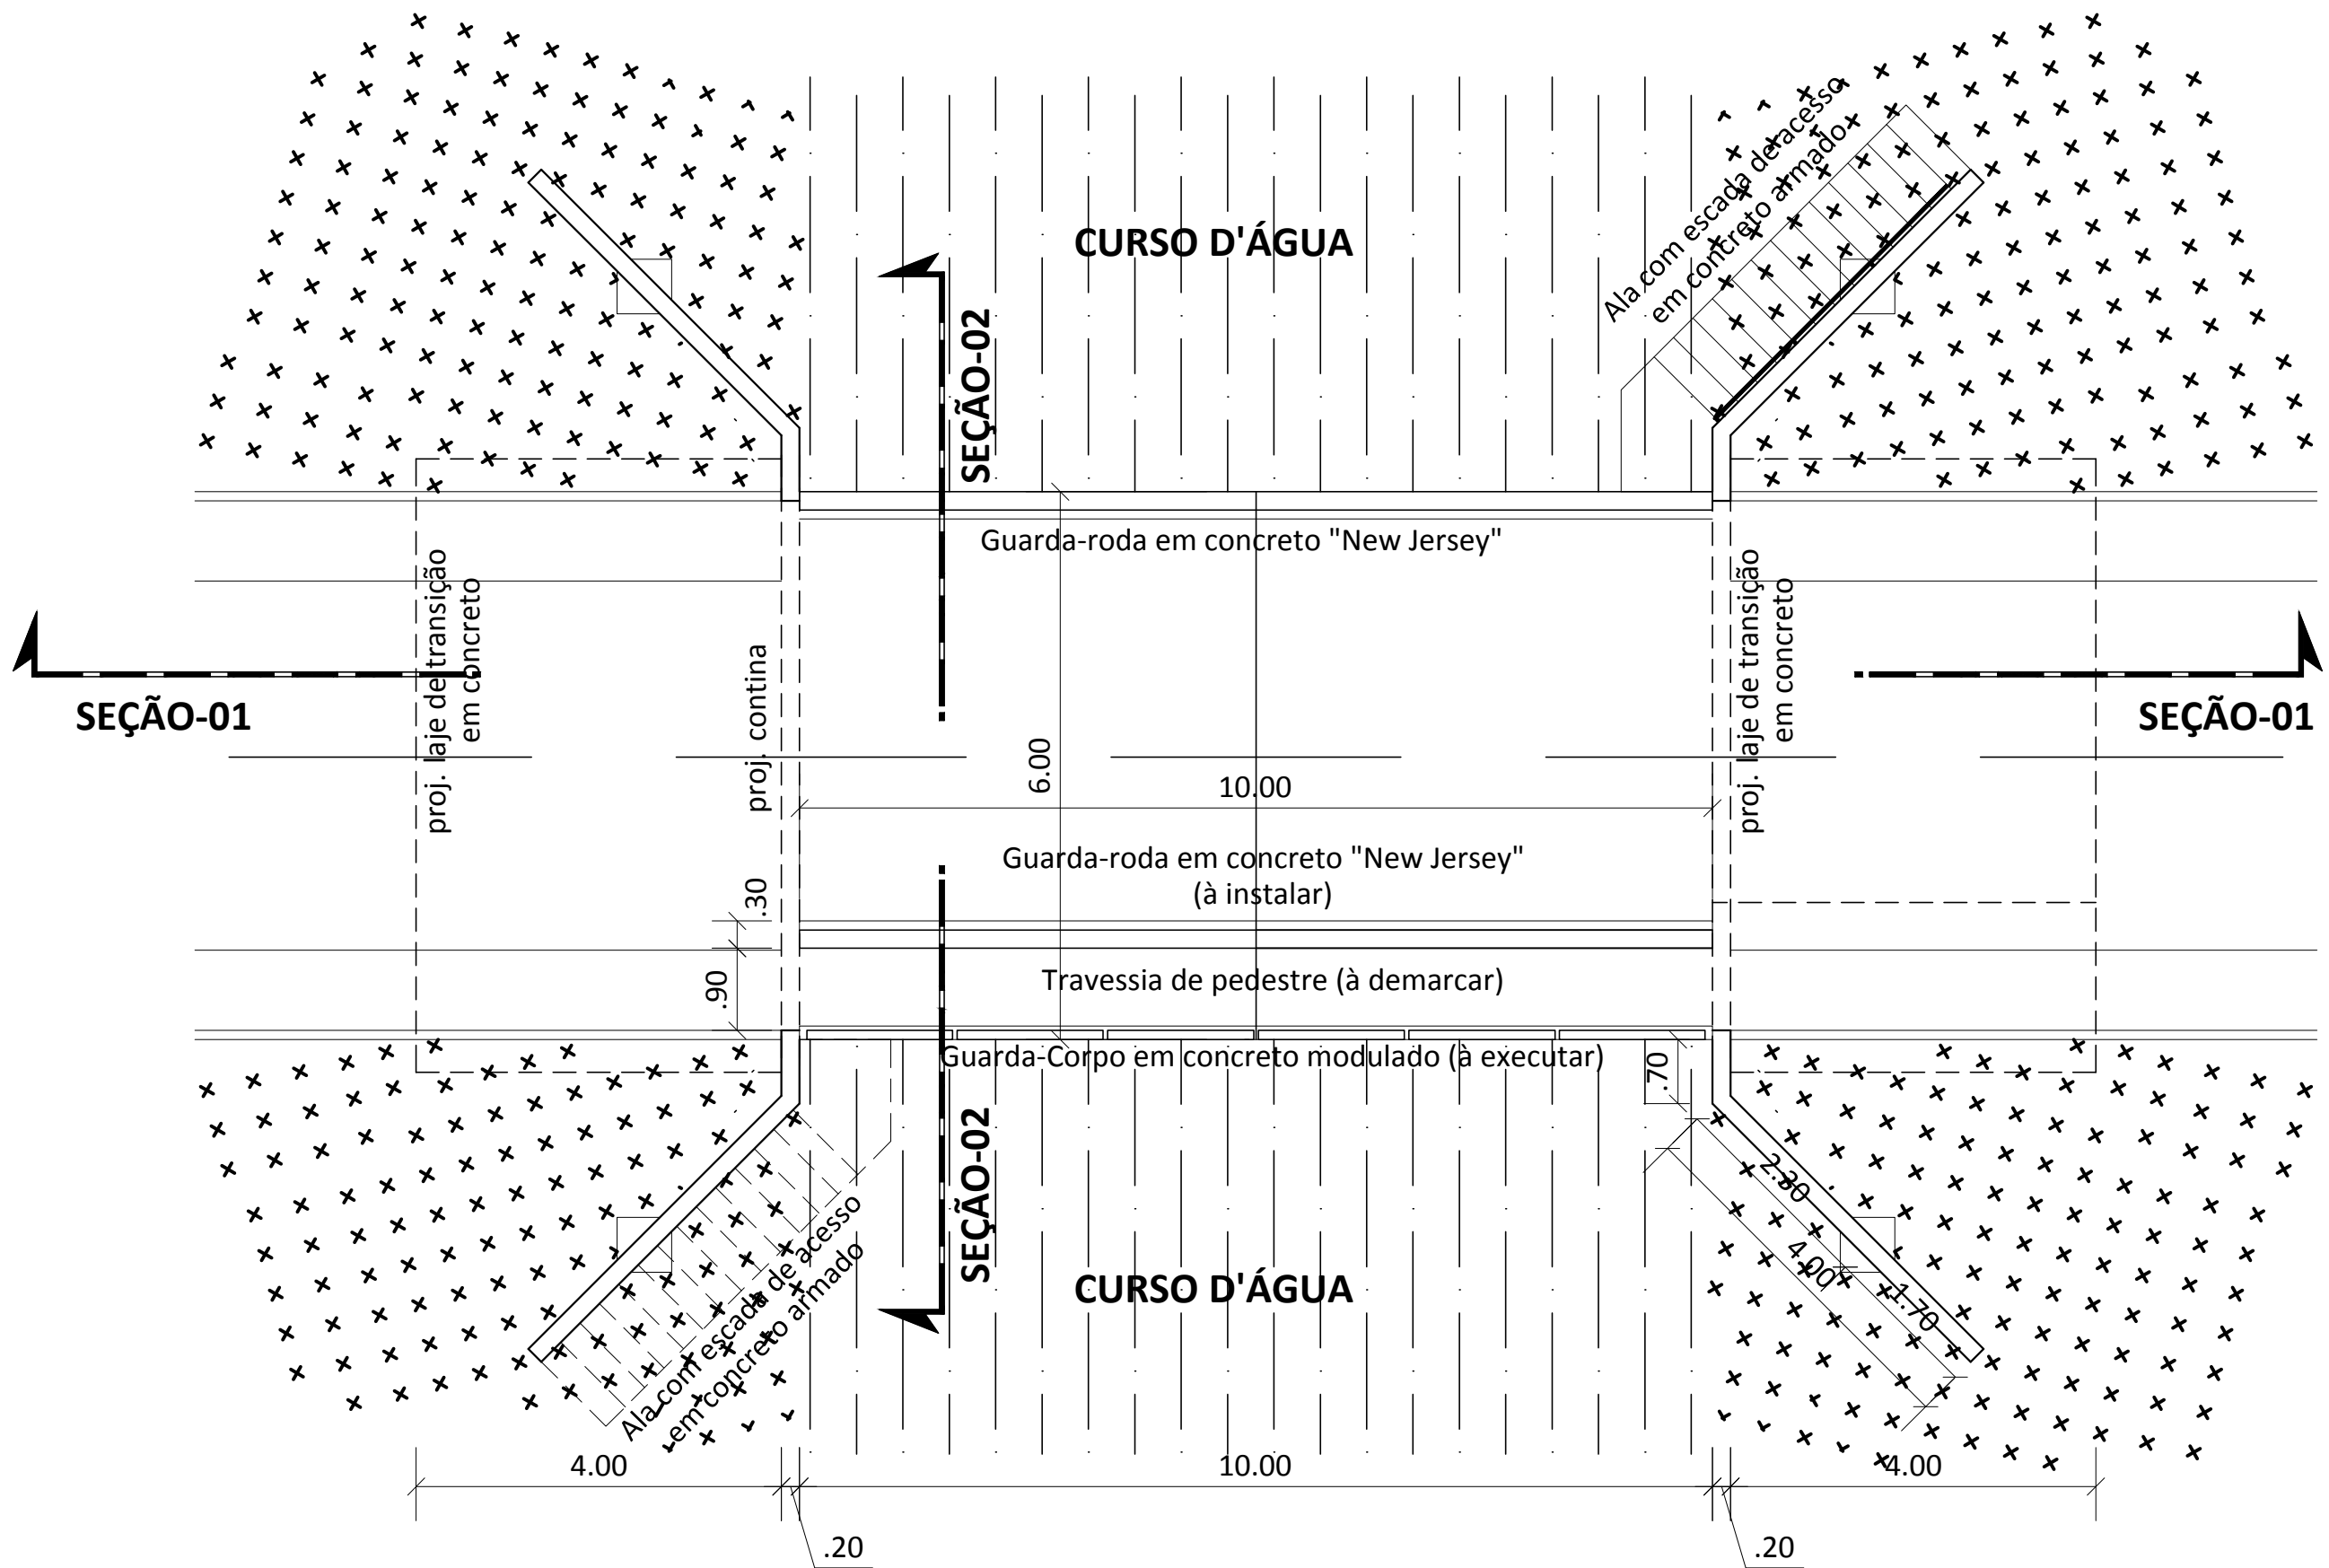 Ala com escada de acesso
em concreto armado
CURSO D'ÁGUA
SEÇÃO-02
Guarda-roda em concreto "New Jersey"
proj. laje de transição
em concreto
proj. contina
proj. laje de transição
em concreto
SEÇÃO-01
SEÇÃO-01
6.00
10.00
Guarda-roda em concreto "New Jersey"
(à instalar)
.30
.90
Travessia de pedestre (à demarcar)
Guarda-Corpo em concreto modulado (à executar)
.70
SEÇÃO-02
2.30
4.00
1.70
Ala com escada de acesso
em concreto armado
CURSO D'ÁGUA
4.00
10.00
4.00
.20
.20